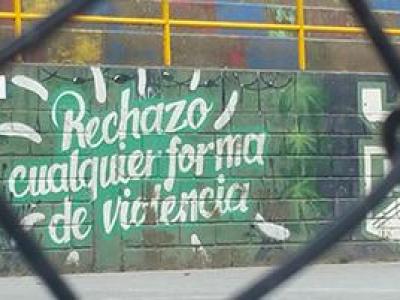 Rechazo
cualquier forma
de violencia